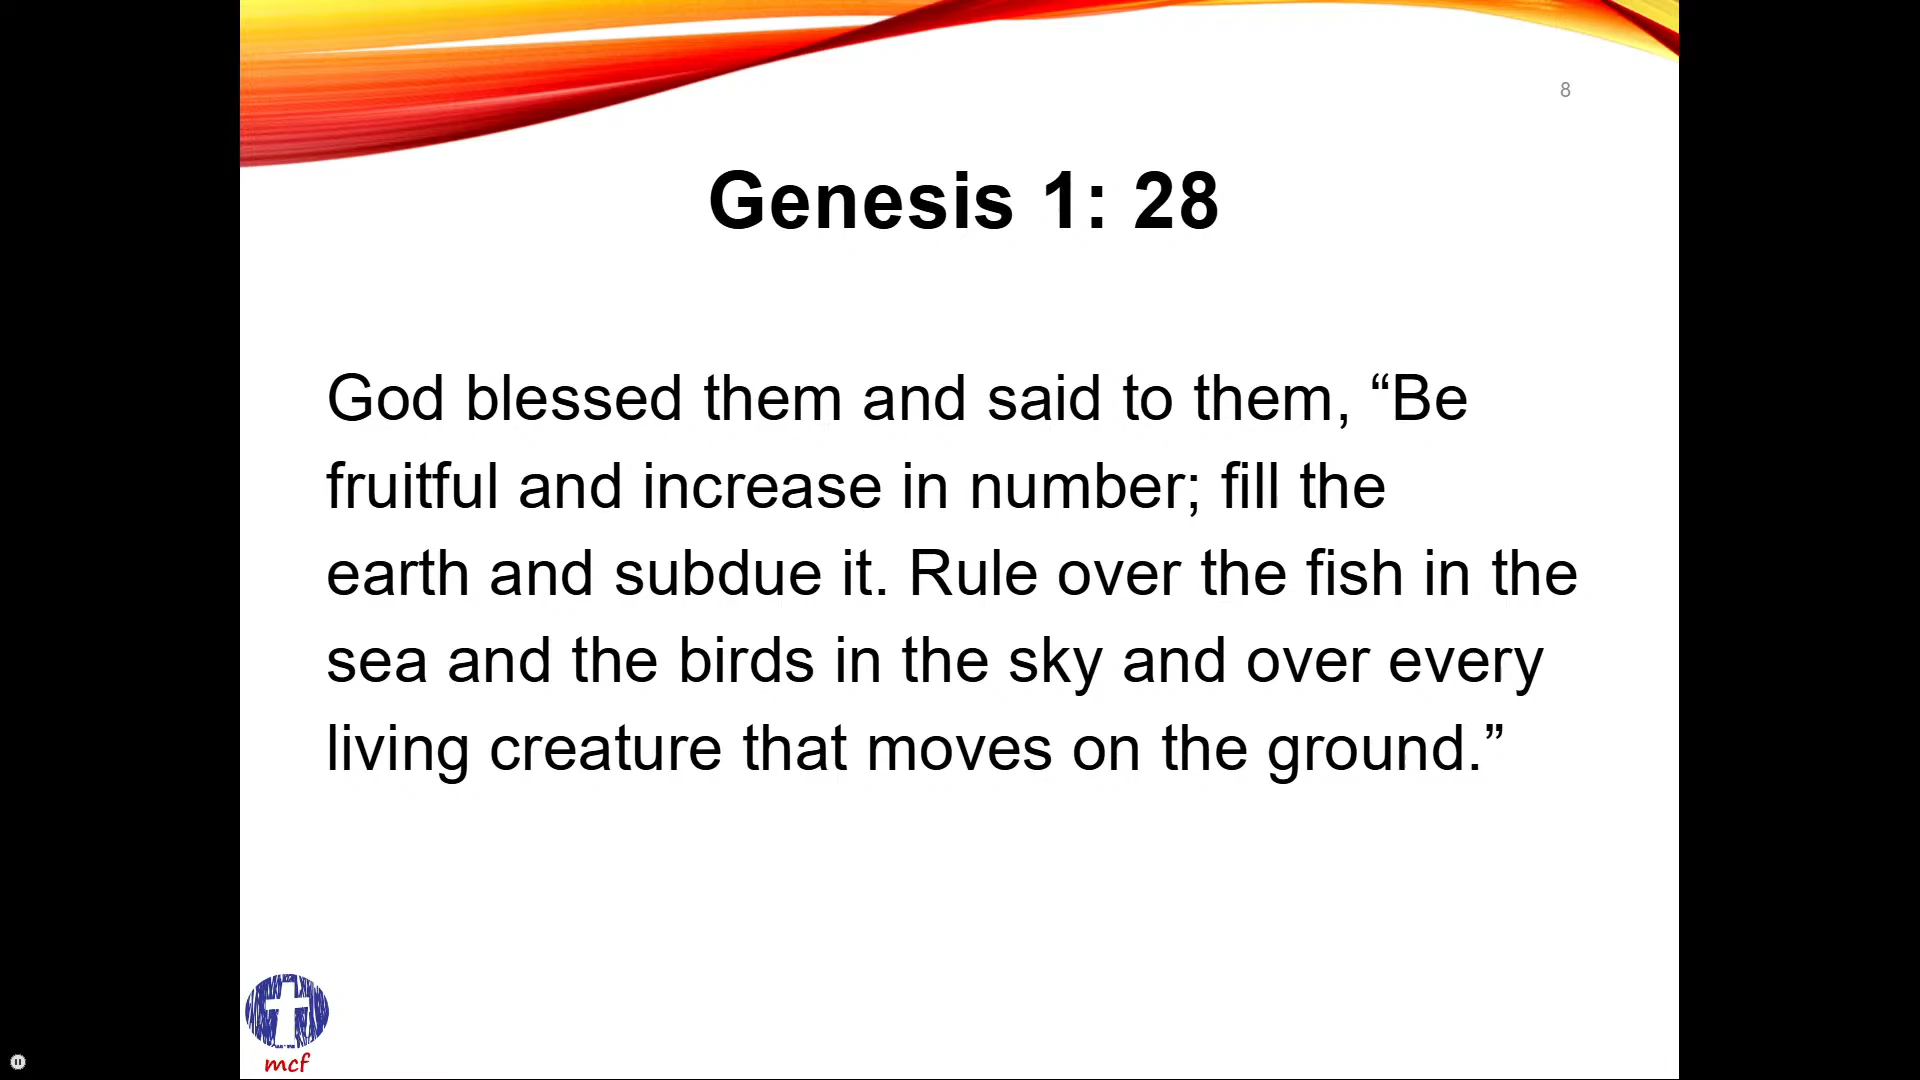 8
Genesis 1: 28
God blessed them and said to them, “Be
fruitful and increase in number; fill the
earth and subdue it. Rule over the fish in the
sea and the birds in the sky and over every
living creature that moves on the ground.”
mcf